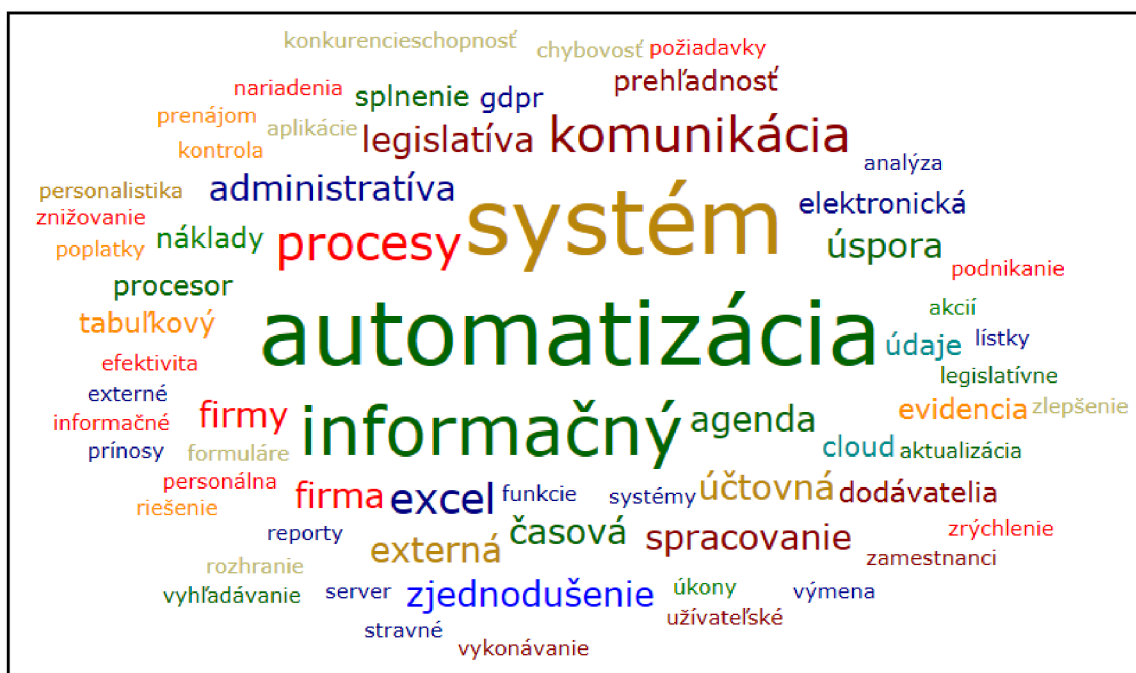 konkurencieschopnosť chybovosť požiadavky
nariadenia splnenie gdpr prehľadnosť
prenájom aplikácie legislatíva komunikácia
kontrola analýza
personalistika administratíva systém elektronická
znižovanie náklady procesy úspora
poplatky podnikanie
procesor akcií
tabuľkový automatizácia údaje lístky
efektivita legislatívne
externé firmy informačný agenda evidencia zlepšenie
informačné
prínosy formuláre cloud aktualizácia
personálna firma excel funkcie systémy účtovná dodávatelia
riešenie
reporty externá časová spracovanie zrýchlenie
rozhranie zamestnanci
vyhľadávanie server zjednodušenie úkony výmena
stravné užívateľské
vykonávanie